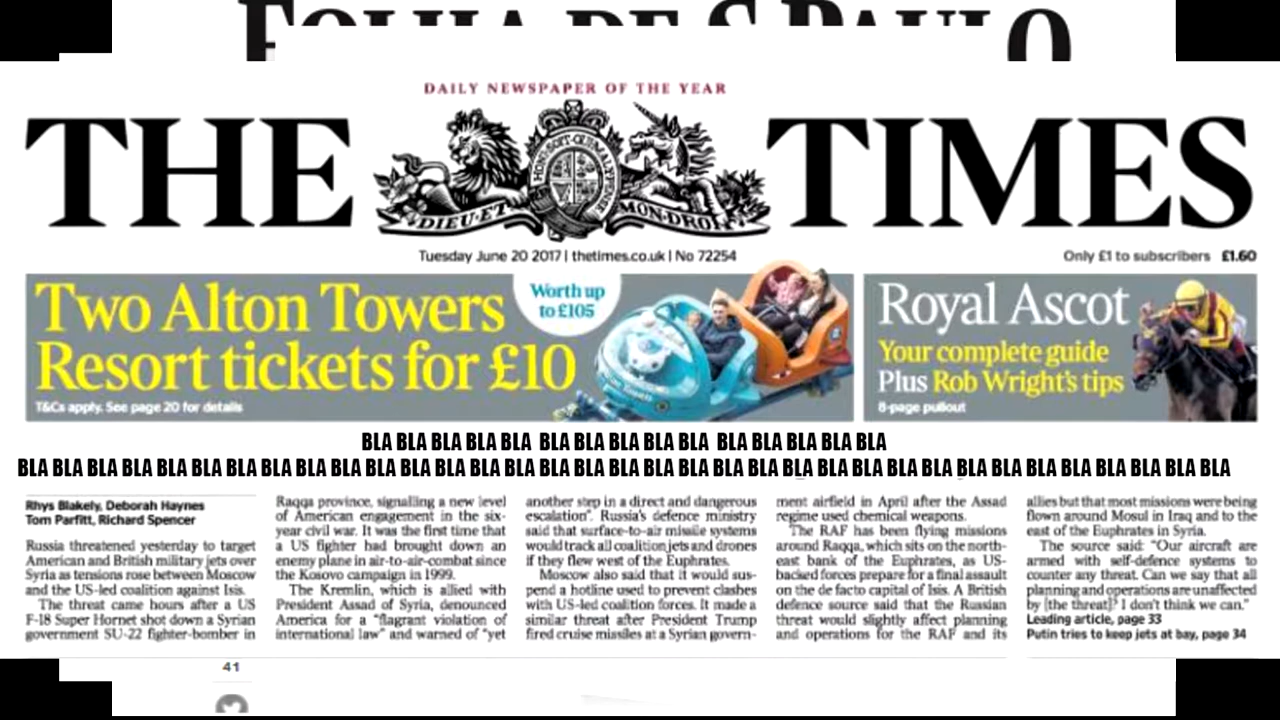 FOLHA DE S.PAULO
DAILY NEWSPAPER OF THE YEAR
THE TIMES
DIEU·ET MON·DROIT
Tuesday June 20 2017 | thetimes.co.uk | No 72254
Only £1 to subscribers £1.60
Two Alton Towers
Resort tickets for £10
Worth up
to £105
T&Cs apply. See page 20 for details
Royal Ascot
Your complete guide
Plus Rob Wright's tips
8-page pullout
BLA BLA BLA BLA BLA BLA BLA BLA BLA BLA BLA BLA BLA BLA BLA
BLA BLA BLA BLA BLA BLA BLA BLA BLA BLA BLA BLA BLA BLA BLA BLA BLA BLA BLA BLA BLA BLA BLA BLA BLA BLA BLA BLA BLA BLA BLA BLA BLA BLA BLA
Rhys Blakely, Deborah Haynes
Tom Parfitt, Richard Spencer
Russia threatened yesterday to target
American and British military jets over
Syria as tensions rose between Moscow
and the US-led coalition against Isis.
The threat came hours after a US
F-18 Super Hornet shot down a Syrian
government SU-22 fighter-bomber in
Raqqa province, signalling a new level
of American engagement in the six-
year civil war. It was the first time that
a US fighter had brought down an
enemy plane in air-to-air-combat since
the Kosovo campaign in 1999.
The Kremlin, which is allied with
President Assad of Syria, denounced
America for a "flagrant violation of
international law" and warned of "yet
another step in a direct and dangerous
escalation". Russia's defence ministry
said that surface-to-air missile systems
would track all coalition jets and drones
if they flew west of the Euphrates.
Moscow also said that it would sus-
pend a hotline used to prevent clashes
with US-led coalition forces. It made a
similar threat after President Trump
fired cruise missiles at a Syrian govern-
ment airfield in April after the Assad
regime used chemical weapons.
The RAF has been flying missions
around Raqqa, which sits on the north-
east bank of the Euphrates, as US-
backed forces prepare for a final assault
on the de facto capital of Isis. A British
defence source said that the Russian
threat would slightly affect planning
and operations for the RAF and its
allies but that most missions were being
flown around Mosul in Iraq and to the
east of the Euphrates in Syria.
The source said: "Our aircraft are
armed with self-defence systems to
counter any threat. Can we say that all
planning and operations are unaffected
by [the threat]? I don't think we can."
Leading article, page 33
Putin tries to keep jets at bay, page 34
41